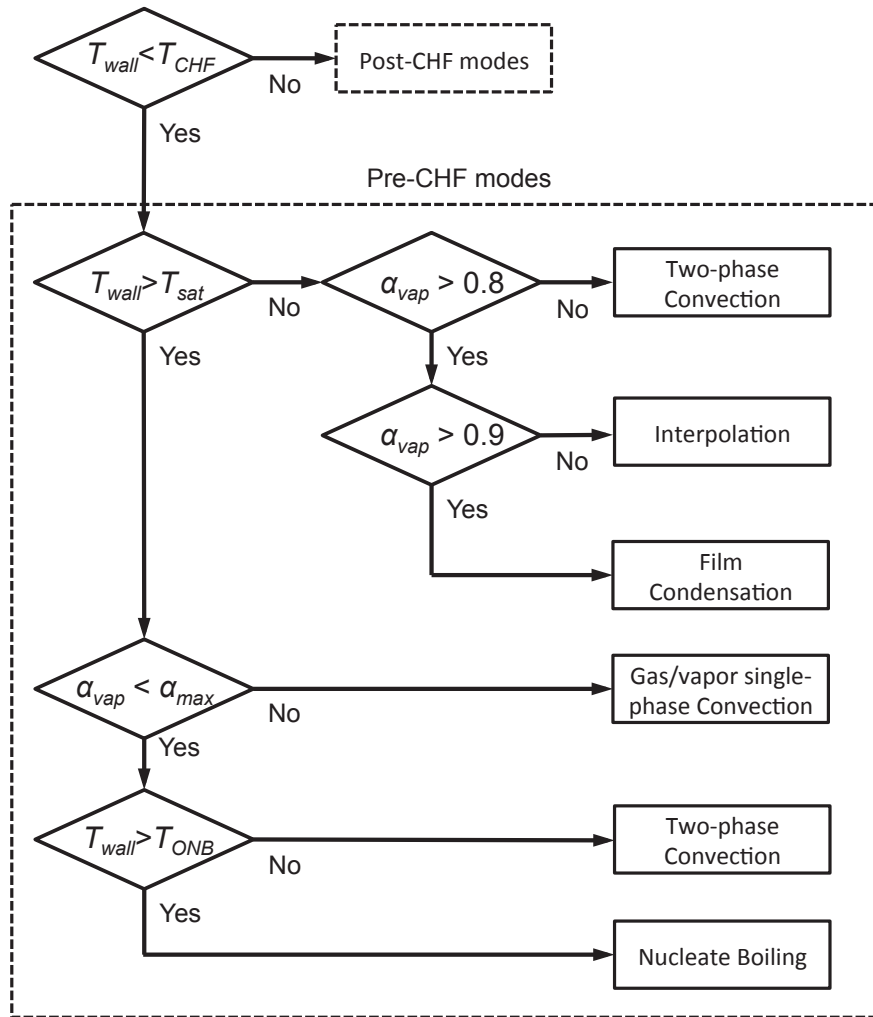 T_wall<T_CHF
Post-CHF modes
No
Yes
Pre-CHF modes
T_wall>T_sat
No
α_vap > 0.8
No
Two-phase
Convection
Yes
Yes
α_vap > 0.9
No
Interpolation
Yes
Film
Condensation
α_vap < α_max
No
Gas/vapor single-
phase Convection
Yes
T_wall>T_ONB
No
Two-phase
Convection
Yes
Nucleate Boiling